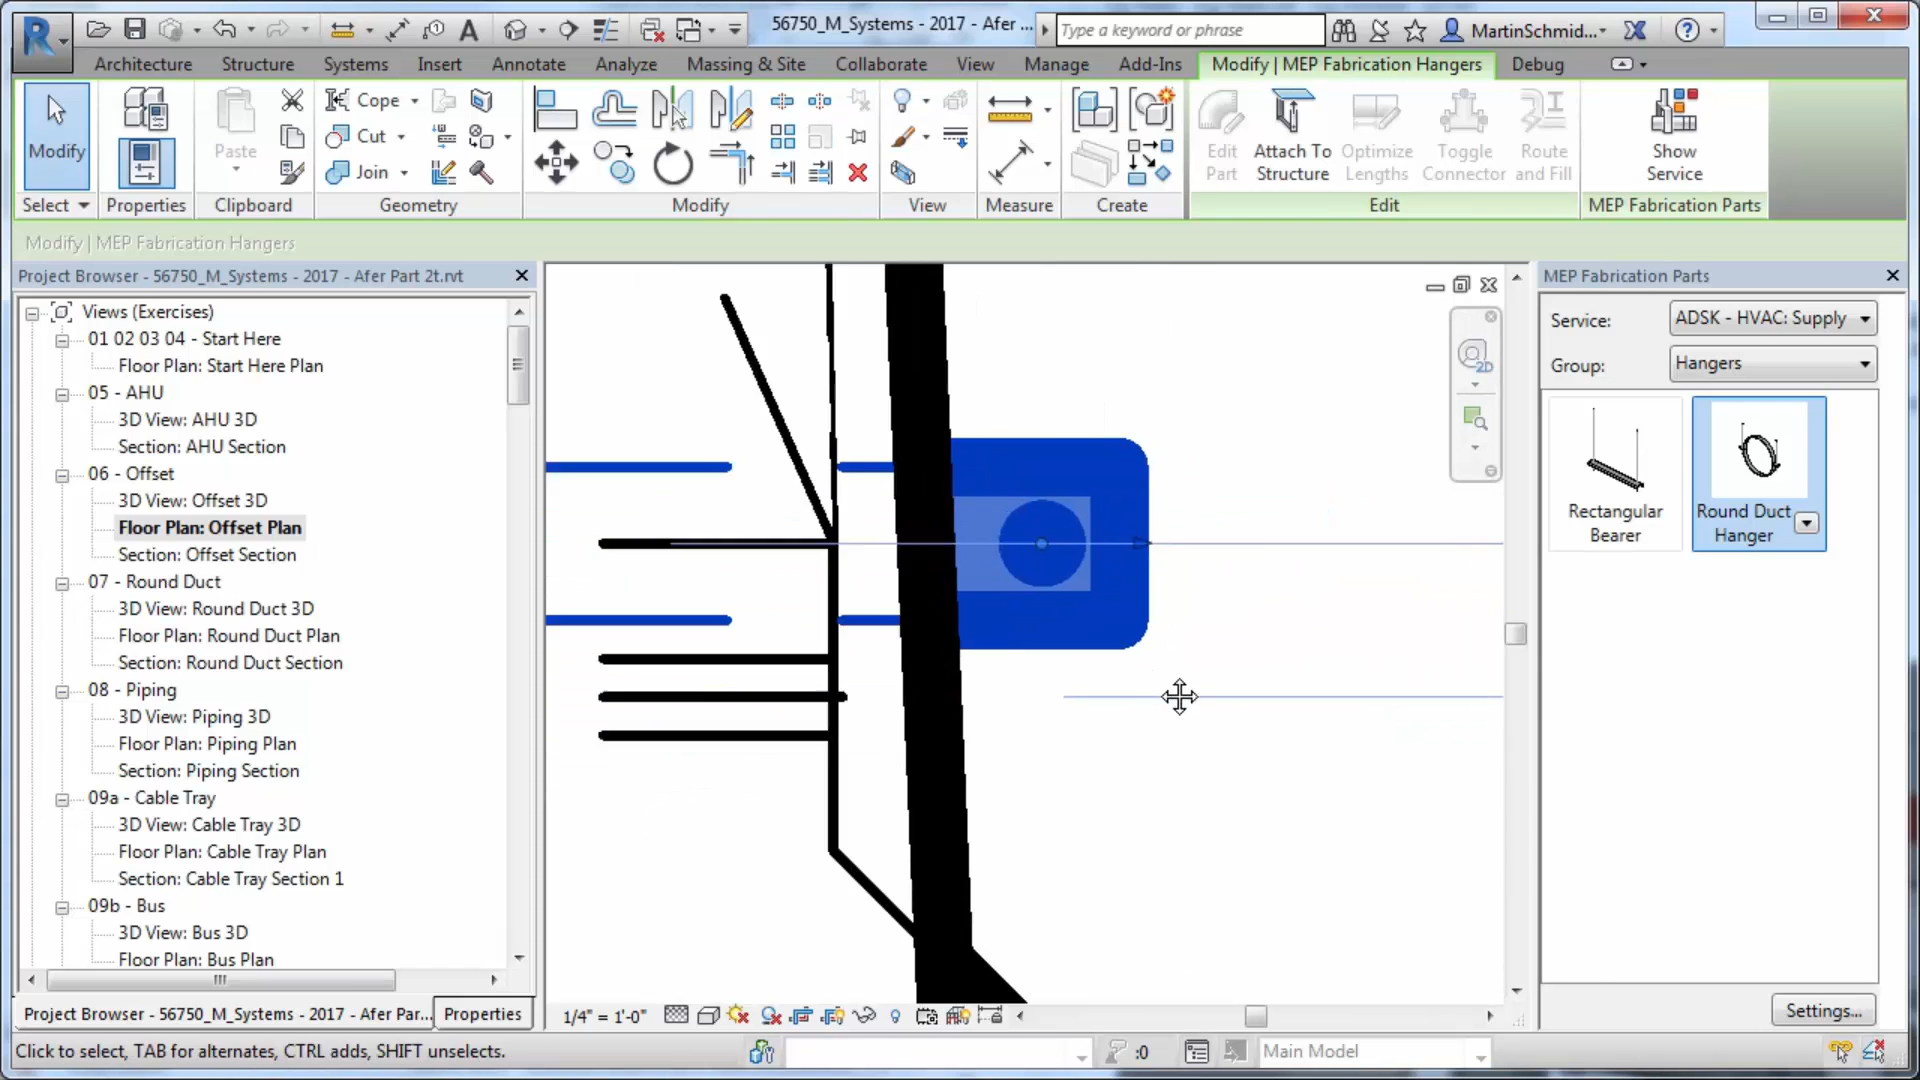 56750_M_Systems - 2017 - Afer ...
Type a keyword or phrase
MartinSchmid...
Architecture
Structure
Systems
Insert
Annotate
Analyze
Massing & Site
Collaborate
View
Manage
Add-Ins
Modify | MEP Fabrication Hangers
Debug
Modify
Paste
Cope
Cut
Join
Edit Part
Attach To Structure
Optimize Lengths
Toggle Connector
Route and Fill
Show Service
Select
Properties
Clipboard
Geometry
Modify
View
Measure
Create
Edit
MEP Fabrication Parts
Modify | MEP Fabrication Hangers
Project Browser - 56750_M_Systems - 2017 - Afer Part 2t.rvt
Views (Exercises)
01 02 03 04 - Start Here
Floor Plan: Start Here Plan
05 - AHU
3D View: AHU 3D
Section: AHU Section
06 - Offset
3D View: Offset 3D
Floor Plan: Offset Plan
Section: Offset Section
07 - Round Duct
3D View: Round Duct 3D
Floor Plan: Round Duct Plan
Section: Round Duct Section
08 - Piping
3D View: Piping 3D
Floor Plan: Piping Plan
Section: Piping Section
09a - Cable Tray
3D View: Cable Tray 3D
Floor Plan: Cable Tray Plan
Section: Cable Tray Section 1
09b - Bus
3D View: Bus 3D
Floor Plan: Bus Plan
Project Browser - 56750_M_Systems - 2017 - Afer Par...
Properties
2D
MEP Fabrication Parts
Service:
ADSK - HVAC: Supply
Group:
Hangers
Rectangular Bearer
Round Duct Hanger
Settings...
1/4" = 1'-0"
Click to select, TAB for alternates, CTRL adds, SHIFT unselects.
:0
Main Model